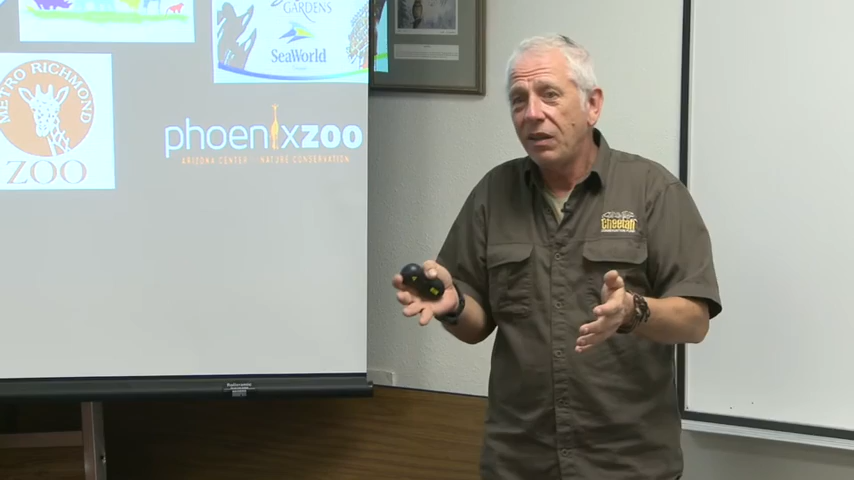 GARDENS
SeaWorld
METRO RICHMOND
ZOO
phoenixzoo
ARIZONA CENTER NATURE CONSERVATION
Cheetah